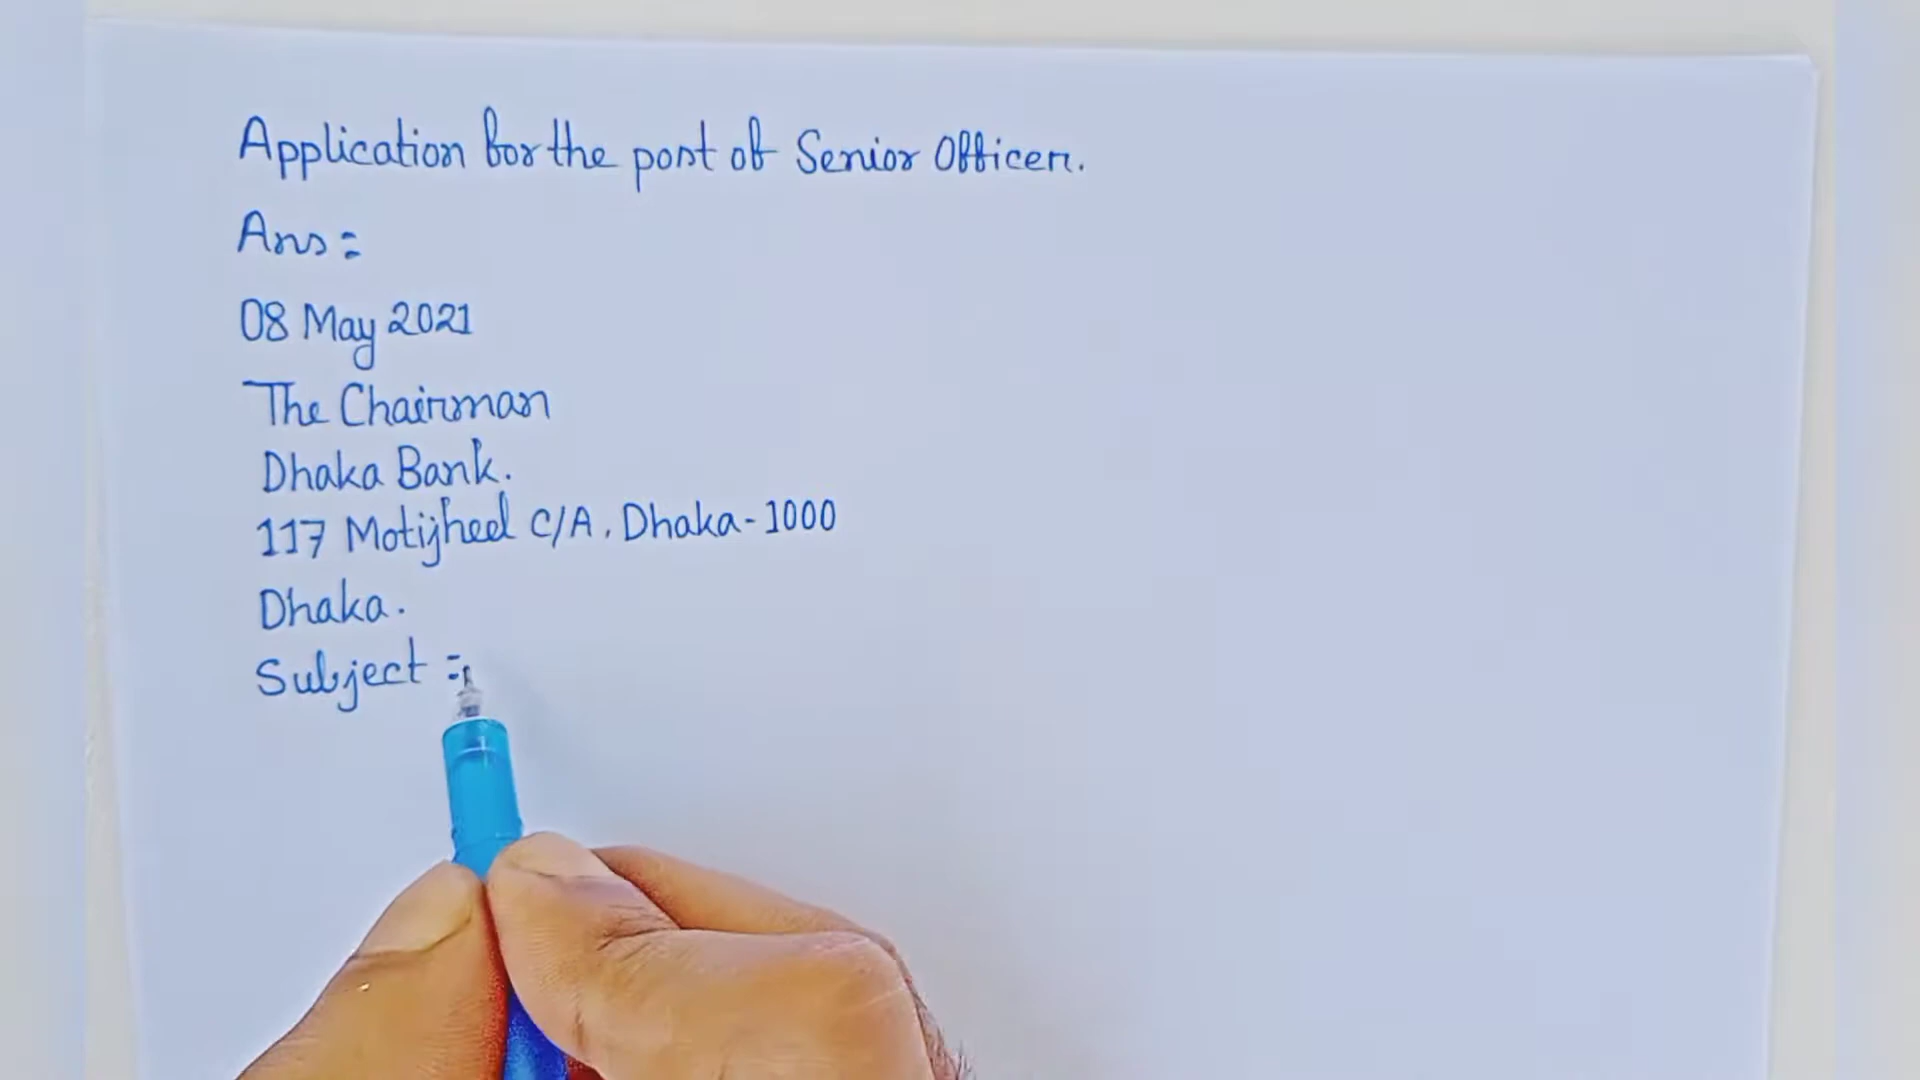 Application for the post of Senior Officer.
Ans :
08 May 2021
The Chairman
Dhaka Bank.
117 Motijheel C/A, Dhaka-1000
Dhaka.
Subject :